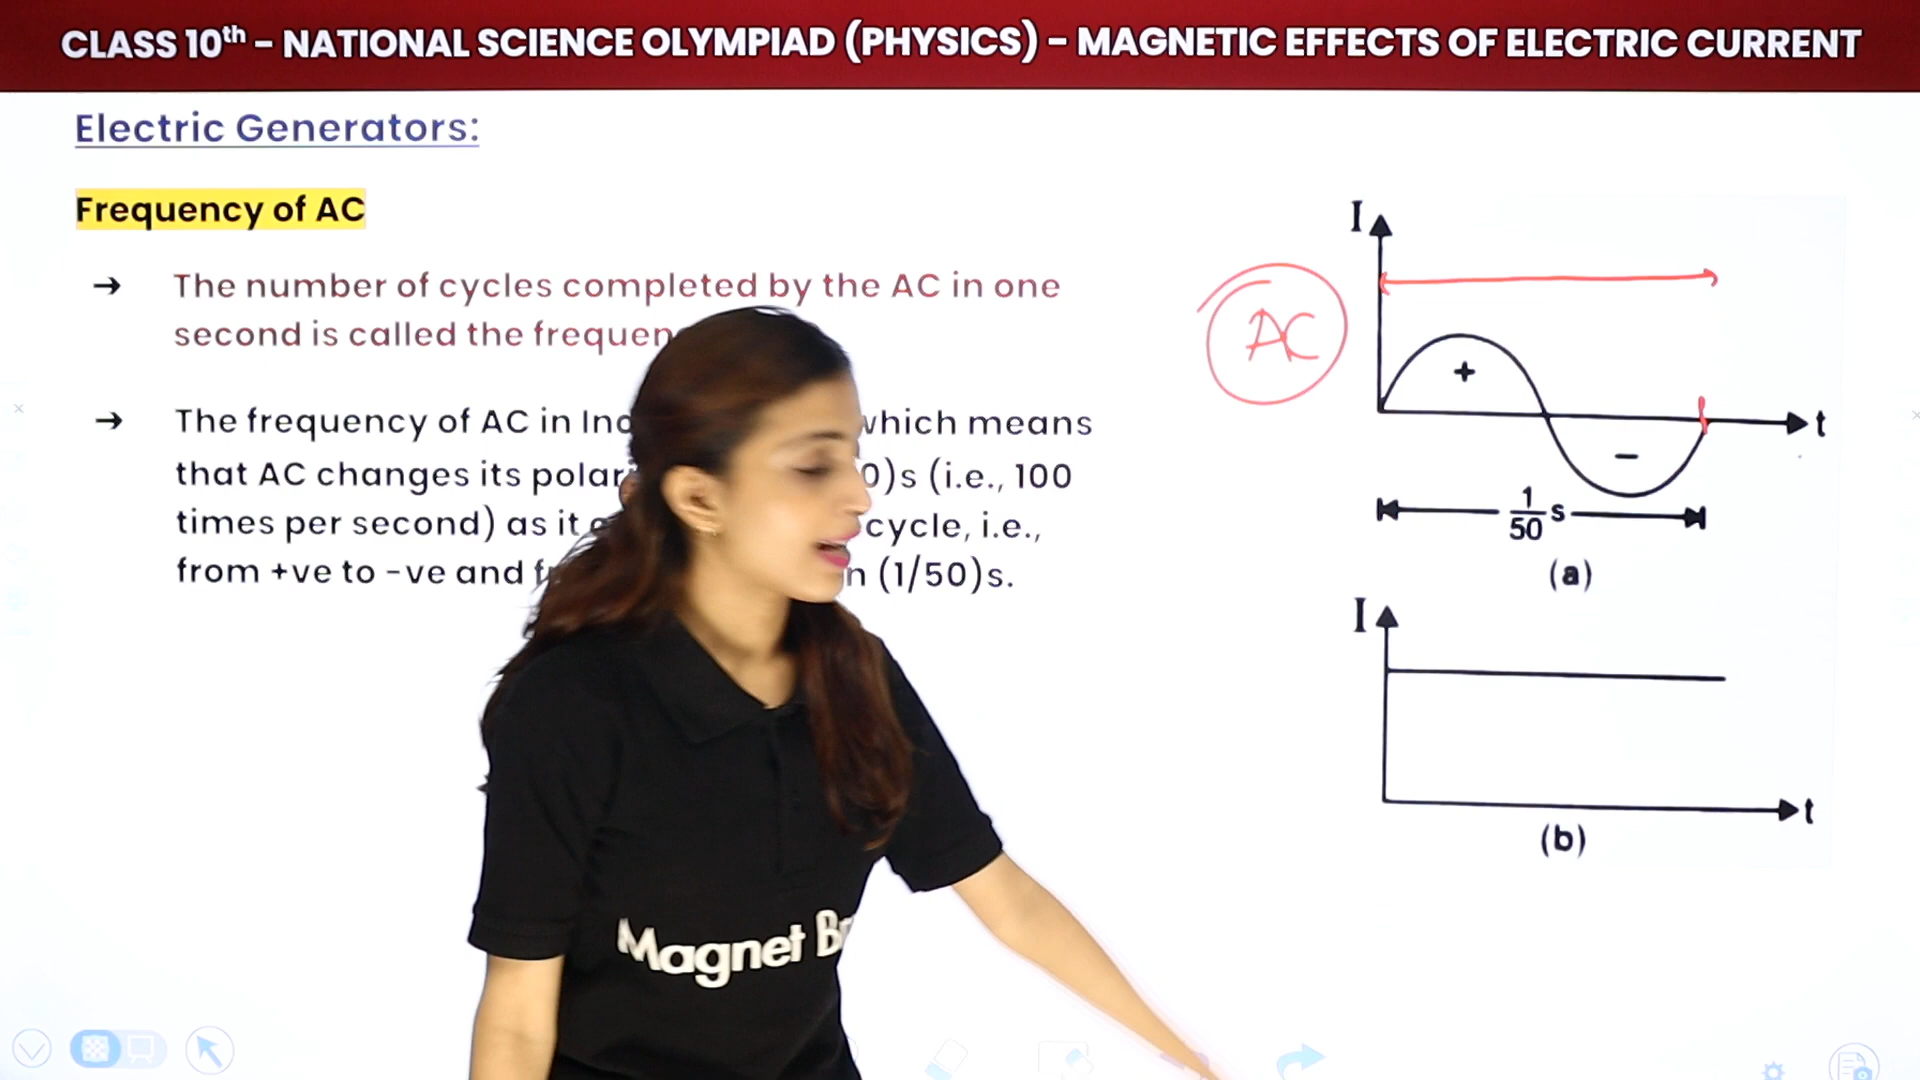 CLASS 10th – NATIONAL SCIENCE OLYMPIAD (PHYSICS) – MAGNETIC EFFECTS OF ELECTRIC CURRENT
Electric Generators:
Frequency of AC
→ The number of cycles completed by the AC in one
second is called the
→ The frequency of AC in which means
that AC changes its 0)s (i.e., 100
times per second) as it cycle, i.e.,
from +ve to -ve and (1/50)s.
I
AC
+
t
−
1/50 s
(a)
I
t
(b)
Magnet